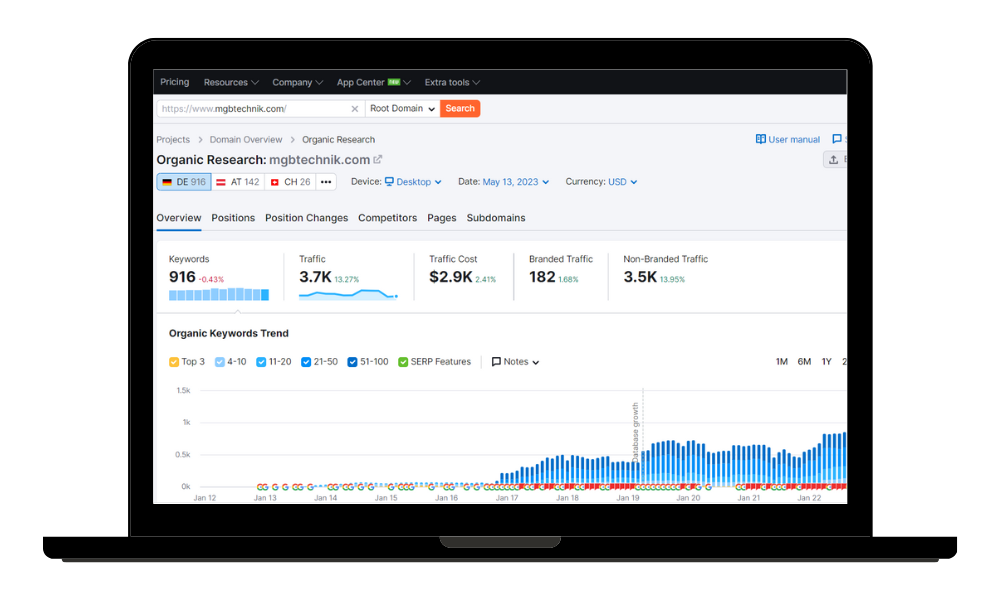 Pricing Resources Company App Center New Extra tools
https://www.mgbtechnik.com/ Root Domain Search
Projects > Domain Overview > Organic Research User manual
Organic Research: mgbtechnik.com
DE 916 AT 142 CH 26 ••• Device: Desktop Date: May 13, 2023 Currency: USD
Overview Positions Position Changes Competitors Pages Subdomains
Keywords Traffic Traffic Cost Branded Traffic Non-Branded Traffic
916 -0.43% 3.7K 13.27% $2.9K 2.41% 182 1.68% 3.5K 13.95%
Organic Keywords Trend
Top 3 4-10 11-20 21-50 51-100 SERP Features Notes 1M 6M 1Y 2
1.5k
1k
Database growth
0.5k
0k
Jan 12 Jan 13 Jan 14 Jan 15 Jan 16 Jan 17 Jan 18 Jan 19 Jan 20 Jan 21 Jan 22